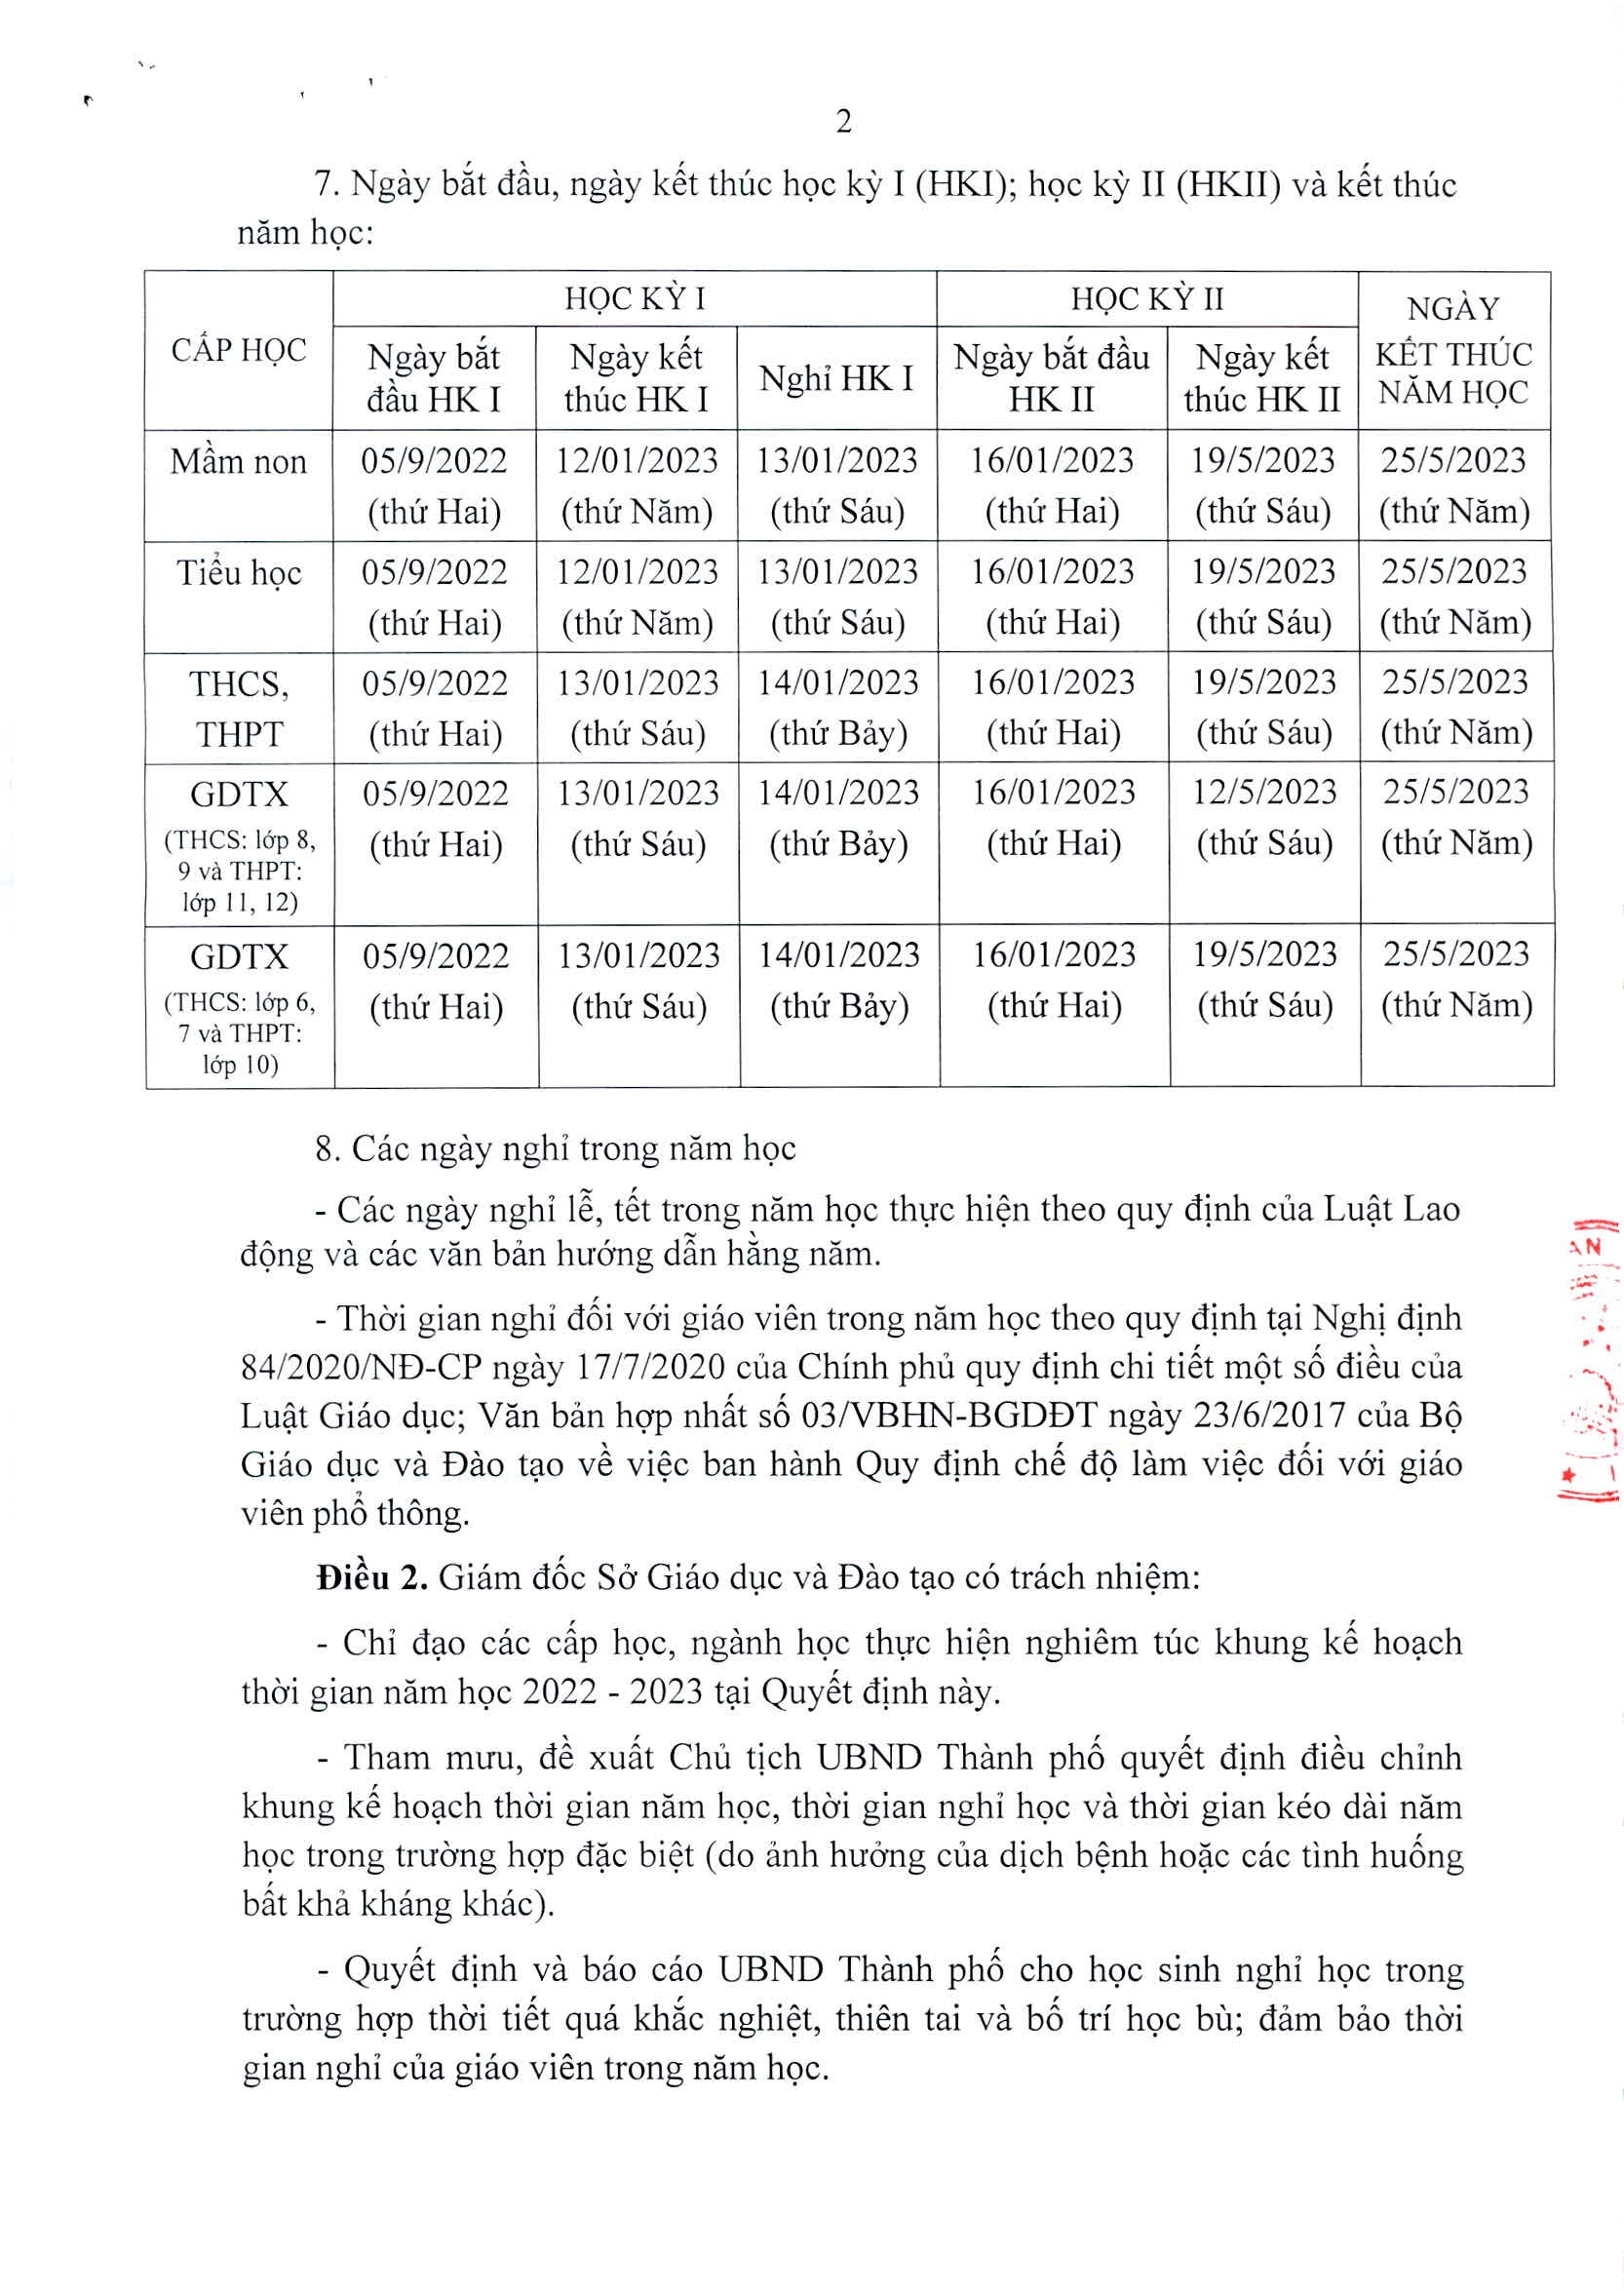 2
7. Ngày bắt đầu, ngày kết thúc học kỳ I (HKI); học kỳ II (HKII) và kết thúc
năm học:
CẤP HỌC
HỌC KỲ I
HỌC KỲ II
NGÀY
KẾT THÚC
NĂM HỌC
Ngày bắt
đầu HK I
Ngày kết
thúc HK I
Nghỉ HK I
Ngày bắt đầu
HK II
Ngày kết
thúc HK II
Mầm non 05/9/2022 12/01/2023 13/01/2023 16/01/2023 19/5/2023 25/5/2023
(thứ Hai) (thứ Năm) (thứ Sáu) (thứ Hai) (thứ Sáu) (thứ Năm)
Tiểu học 05/9/2022 12/01/2023 13/01/2023 16/01/2023 19/5/2023 25/5/2023
(thứ Hai) (thứ Năm) (thứ Sáu) (thứ Hai) (thứ Sáu) (thứ Năm)
THCS, 05/9/2022 13/01/2023 14/01/2023 16/01/2023 19/5/2023 25/5/2023
THPT (thứ Hai) (thứ Sáu) (thứ Bảy) (thứ Hai) (thứ Sáu) (thứ Năm)
GDTX 05/9/2022 13/01/2023 14/01/2023 16/01/2023 12/5/2023 25/5/2023
(THCS: lớp 8, (thứ Hai) (thứ Sáu) (thứ Bảy) (thứ Hai) (thứ Sáu) (thứ Năm)
9 và THPT:
lớp 11, 12)
GDTX 05/9/2022 13/01/2023 14/01/2023 16/01/2023 19/5/2023 25/5/2023
(THCS: lớp 6, (thứ Hai) (thứ Sáu) (thứ Bảy) (thứ Hai) (thứ Sáu) (thứ Năm)
7 và THPT:
lớp 10)
8. Các ngày nghỉ trong năm học
- Các ngày nghỉ lễ, tết trong năm học thực hiện theo quy định của Luật Lao
động và các văn bản hướng dẫn hằng năm.
- Thời gian nghỉ đối với giáo viên trong năm học theo quy định tại Nghị định
84/2020/NĐ-CP ngày 17/7/2020 của Chính phủ quy định chi tiết một số điều của
Luật Giáo dục; Văn bản hợp nhất số 03/VBHN-BGDĐT ngày 23/6/2017 của Bộ
Giáo dục và Đào tạo về việc ban hành Quy định chế độ làm việc đối với giáo
viên phổ thông.
Điều 2. Giám đốc Sở Giáo dục và Đào tạo có trách nhiệm:
- Chỉ đạo các cấp học, ngành học thực hiện nghiêm túc khung kế hoạch
thời gian năm học 2022 - 2023 tại Quyết định này.
- Tham mưu, đề xuất Chủ tịch UBND Thành phố quyết định điều chỉnh
khung kế hoạch thời gian năm học, thời gian nghỉ học và thời gian kéo dài năm
học trong trường hợp đặc biệt (do ảnh hưởng của dịch bệnh hoặc các tình huống
bất khả kháng khác).
- Quyết định và báo cáo UBND Thành phố cho học sinh nghỉ học trong
trường hợp thời tiết quá khắc nghiệt, thiên tai và bố trí học bù; đảm bảo thời
gian nghỉ của giáo viên trong năm học.